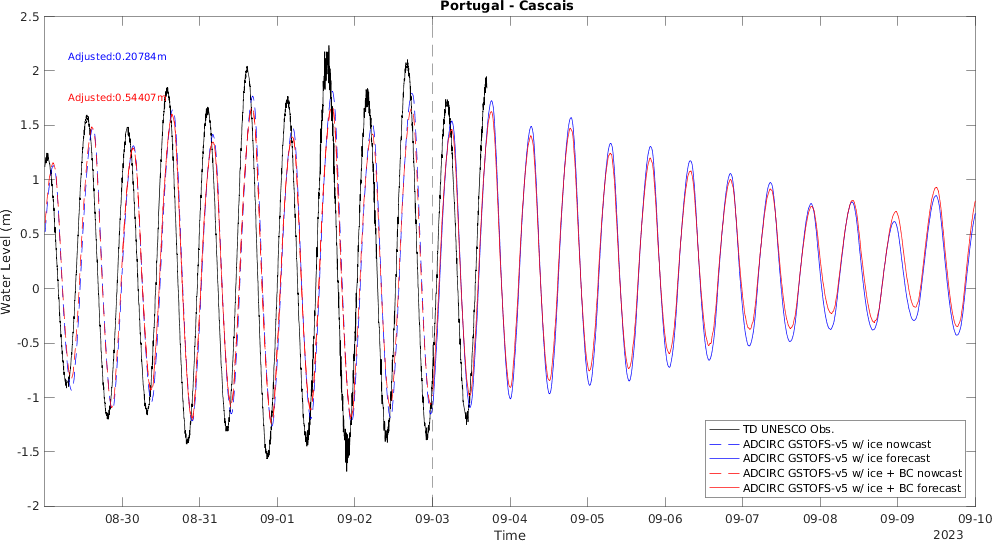 Portugal - Cascais
2.5
2
1.5
1
0.5
0
-0.5
-1
-1.5
-2
Water Level (m)
Adjusted:0.20784m
Adjusted:0.54407m
TD UNESCO Obs.
ADCIRC GSTOFS-v5 w/ ice nowcast
ADCIRC GSTOFS-v5 w/ ice forecast
ADCIRC GSTOFS-v5 w/ ice + BC nowcast
ADCIRC GSTOFS-v5 w/ ice + BC forecast
08-30 08-31 09-01 09-02 09-03 09-04 09-05 09-06 09-07 09-08 09-09 09-10
Time
2023